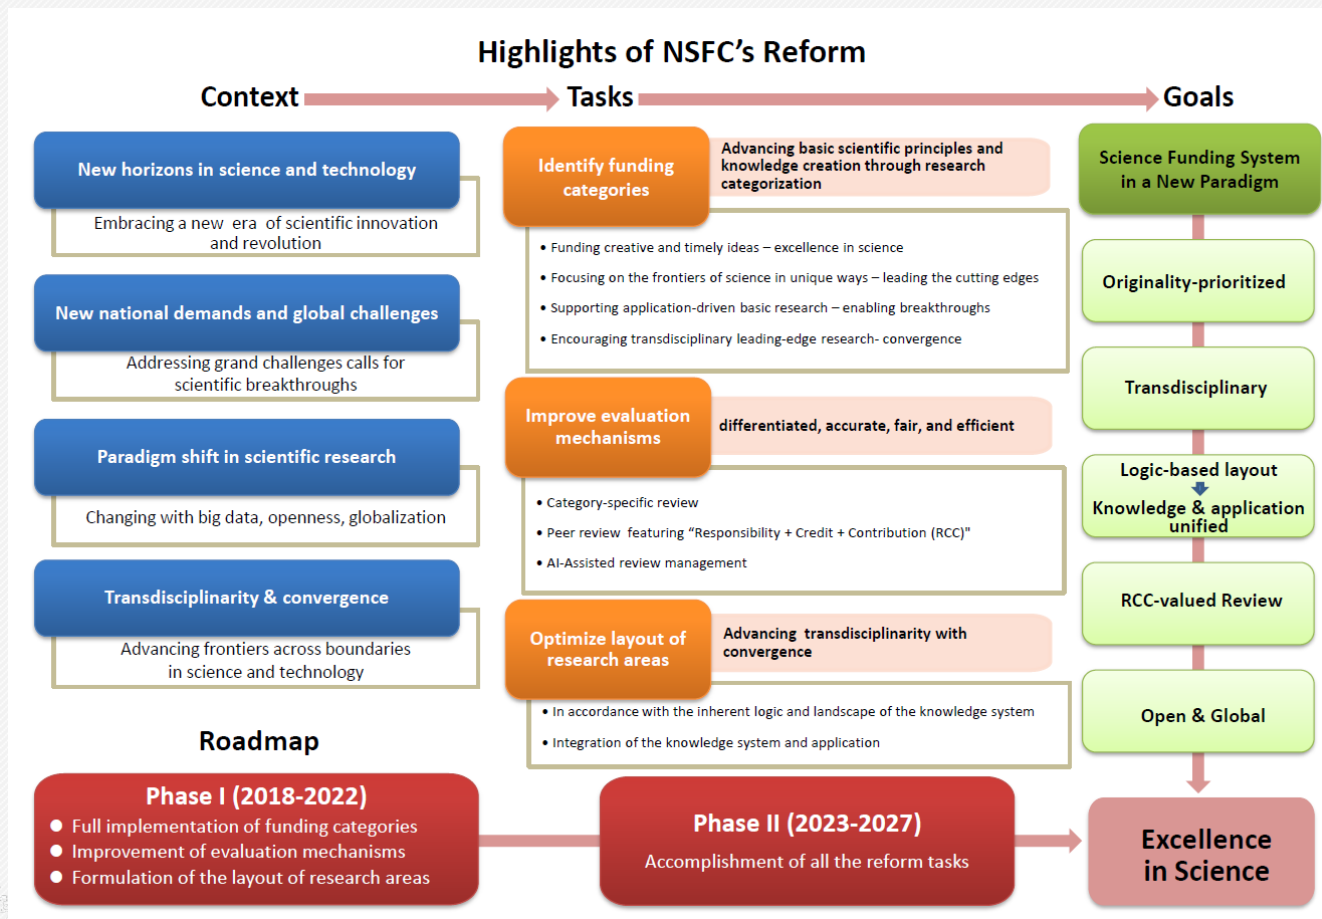 Highlights of NSFC's Reform
Context
Tasks
Goals
New horizons in science and technology
Embracing a new era of scientific innovation
and revolution
New national demands and global challenges
Addressing grand challenges calls for
scientific breakthroughs
Paradigm shift in scientific research
Changing with big data, openness, globalization
Transdisciplinarity & convergence
Advancing frontiers across boundaries
in science and technology
Identify funding
categories
Advancing basic scientific principles and
knowledge creation through research
categorization
• Funding creative and timely ideas – excellence in science
• Focusing on the frontiers of science in unique ways – leading the cutting edges
• Supporting application-driven basic research – enabling breakthroughs
• Encouraging transdisciplinary leading-edge research- convergence
Improve evaluation
mechanisms
differentiated, accurate, fair, and efficient
• Category-specific review
• Peer review featuring “Responsibility + Credit + Contribution (RCC)"
• AI-Assisted review management
Optimize layout of
research areas
Advancing transdisciplinarity with
convergence
• In accordance with the inherent logic and landscape of the knowledge system
• Integration of the knowledge system and application
Science Funding System
in a New Paradigm
Originality-prioritized
Transdisciplinary
Logic-based layout
Knowledge & application
unified
RCC-valued Review
Open & Global
Roadmap
Phase I (2018-2022)
● Full implementation of funding categories
● Improvement of evaluation mechanisms
● Formulation of the layout of research areas
Phase II (2023-2027)
Accomplishment of all the reform tasks
Excellence
in Science